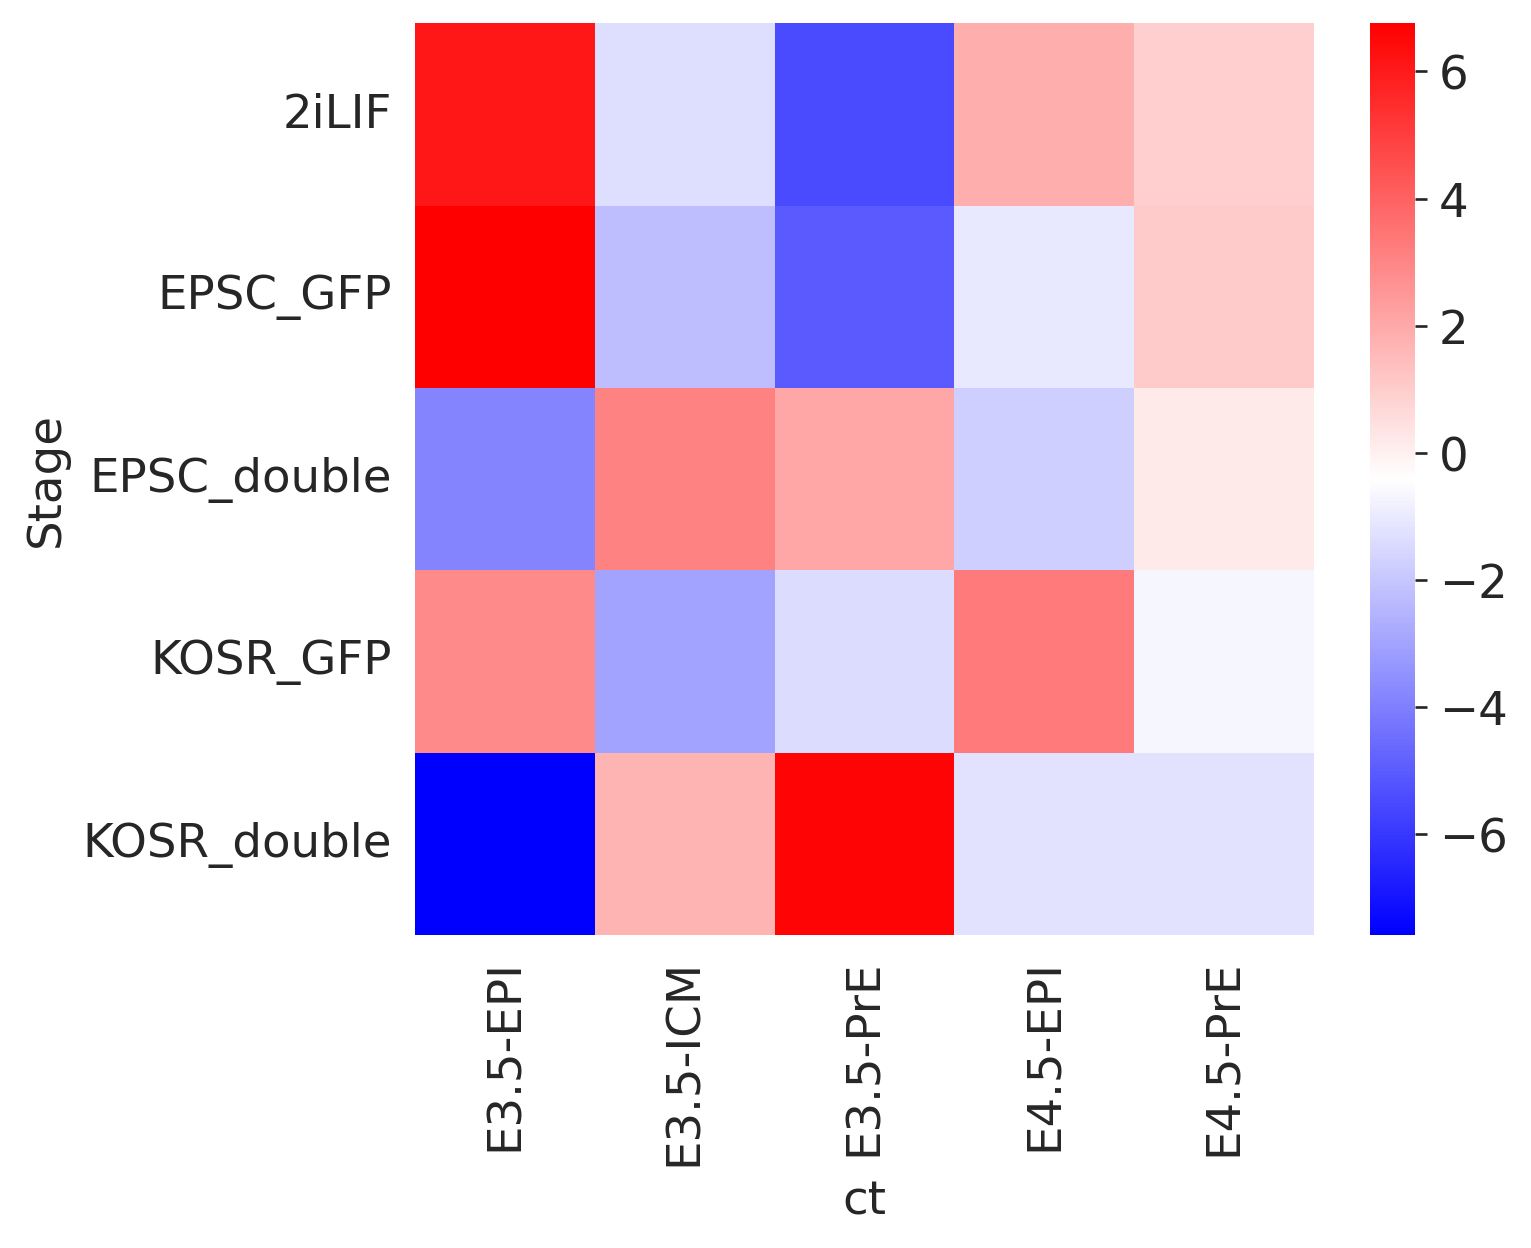 2iLIF
EPSC_GFP
EPSC_double
KOSR_GFP
KOSR_double
Stage
E3.5-EPI
E3.5-ICM
E3.5-PrE
E4.5-EPI
E4.5-PrE
ct
6
4
2
0
−2
−4
−6